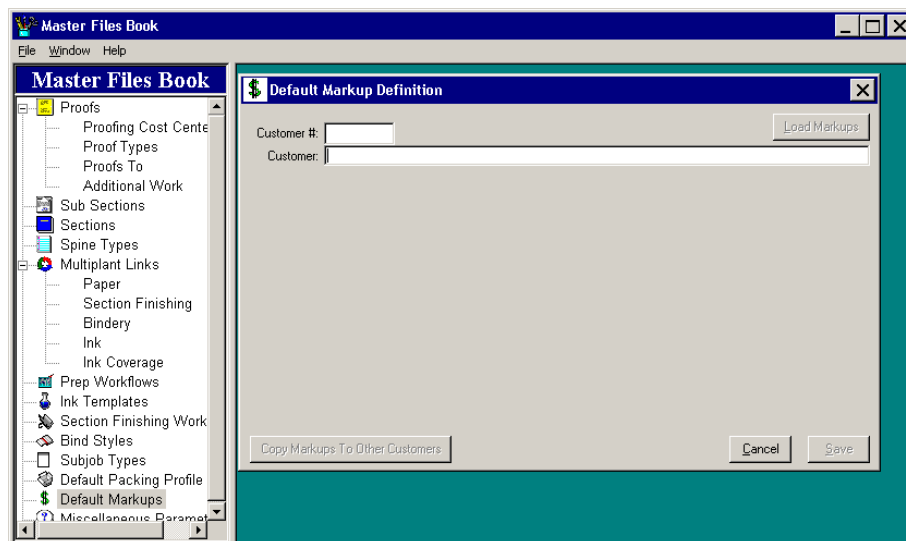 Master Files Book
File Window Help
Master Files Book
Proofs
Proofing Cost Cente
Proof Types
Proofs To
Additional Work
Sub Sections
Sections
Spine Types
Multiplant Links
Paper
Section Finishing
Bindery
Ink
Ink Coverage
Prep Workflows
Ink Templates
Section Finishing Work
Bind Styles
Subjob Types
Default Packing Profile
Default Markups
Miscellaneous Paramet
Default Markup Definition
Customer #:
Load Markups
Customer:
Copy Markups To Other Customers
Cancel
Save